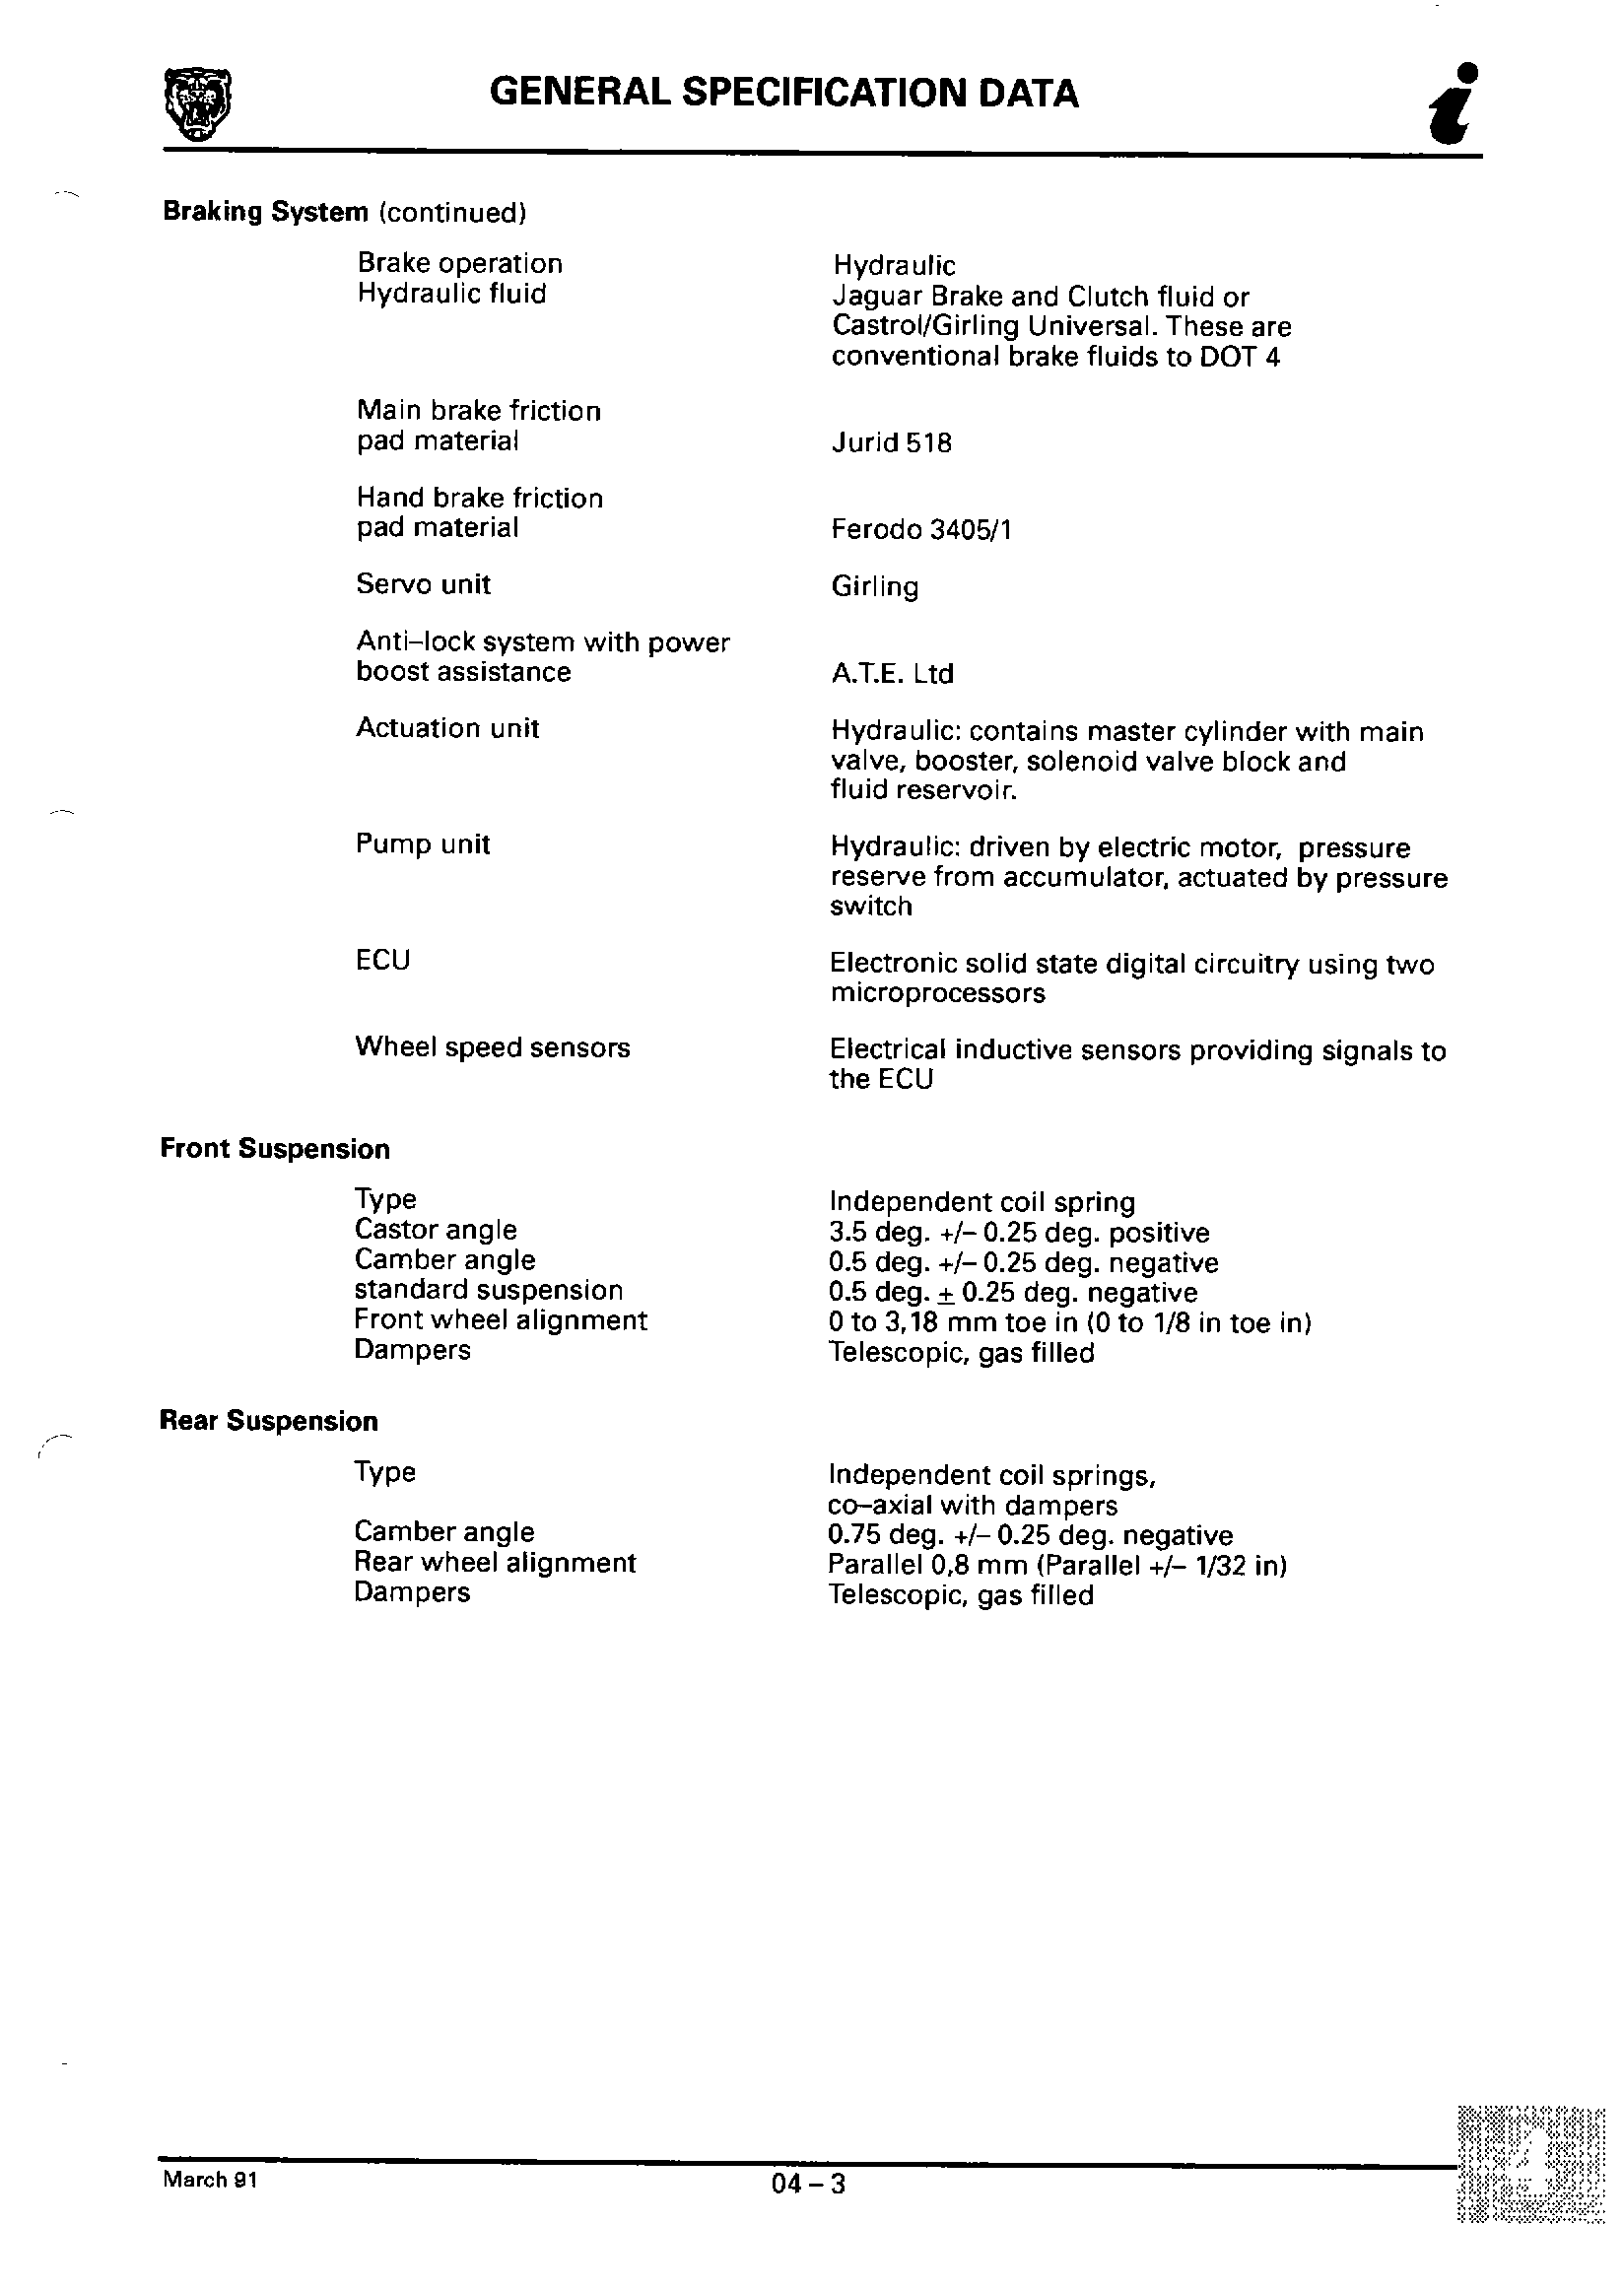 GENERAL SPECIFICATION DATA
i
Braking System (continued)
Brake operation Hydraulic
Hydraulic fluid Jaguar Brake and Clutch fluid or
Castrol/Girling Universal. These are
conventional brake fluids to DOT 4
Main brake friction
pad material Jurid 518
Hand brake friction
pad material Ferodo 3405/1
Servo unit Girling
Anti–lock system with power
boost assistance A.T.E. Ltd
Actuation unit Hydraulic: contains master cylinder with main
valve, booster, solenoid valve block and
fluid reservoir.
Pump unit Hydraulic: driven by electric motor, pressure
reserve from accumulator, actuated by pressure
switch
ECU Electronic solid state digital circuitry using two
microprocessors
Wheel speed sensors Electrical inductive sensors providing signals to
the ECU
Front Suspension
Type Independent coil spring
Castor angle 3.5 deg. +/– 0.25 deg. positive
Camber angle 0.5 deg. +/– 0.25 deg. negative
standard suspension 0.5 deg. ± 0.25 deg. negative
Front wheel alignment 0 to 3,18 mm toe in (0 to 1/8 in toe in)
Dampers Telescopic, gas filled
Rear Suspension
Type Independent coil springs,
co–axial with dampers
Camber angle 0.75 deg. +/– 0.25 deg. negative
Rear wheel alignment Parallel 0,8 mm (Parallel +/– 1/32 in)
Dampers Telescopic, gas filled
March 91 04 – 3
4